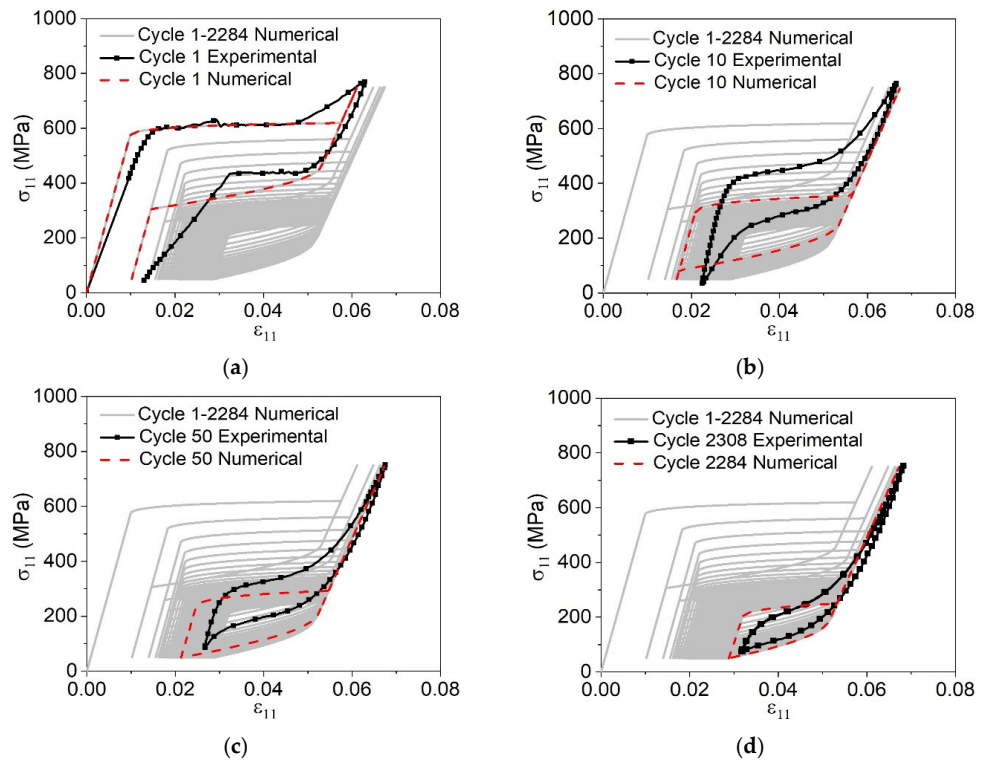 1000
800
600
400
200
0
σ11 (MPa)
Cycle 1-2284 Numerical
Cycle 1 Experimental
Cycle 1 Numerical
0.00 0.02 0.04 0.06 0.08
ε11
(a)
1000
800
600
400
200
0
σ11 (MPa)
Cycle 1-2284 Numerical
Cycle 10 Experimental
Cycle 10 Numerical
0.00 0.02 0.04 0.06 0.08
ε11
(b)
1000
800
600
400
200
0
σ11 (MPa)
Cycle 1-2284 Numerical
Cycle 50 Experimental
Cycle 50 Numerical
0.00 0.02 0.04 0.06 0.08
ε11
(c)
1000
800
600
400
200
0
σ11 (MPa)
Cycle 1-2284 Numerical
Cycle 2308 Experimental
Cycle 2284 Numerical
0.00 0.02 0.04 0.06 0.08
ε11
(d)